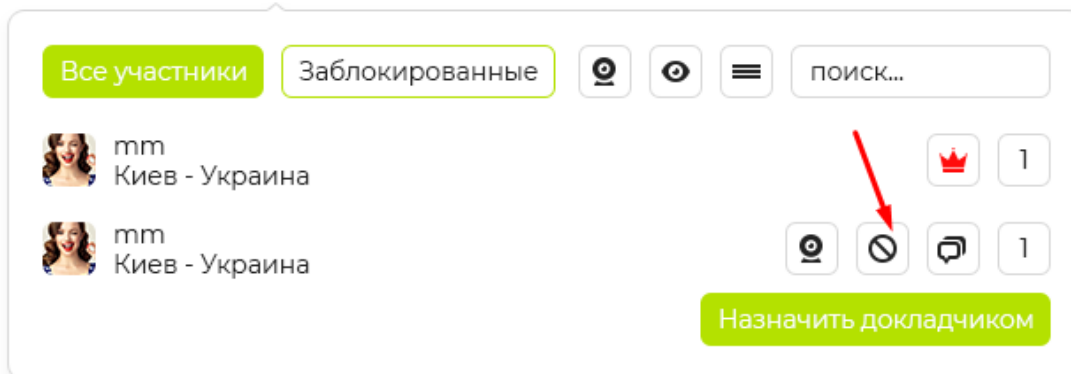 Все участники Заблокированные поиск...
mm
Киев - Украина
1
mm
Киев - Украина
1
Назначить докладчиком